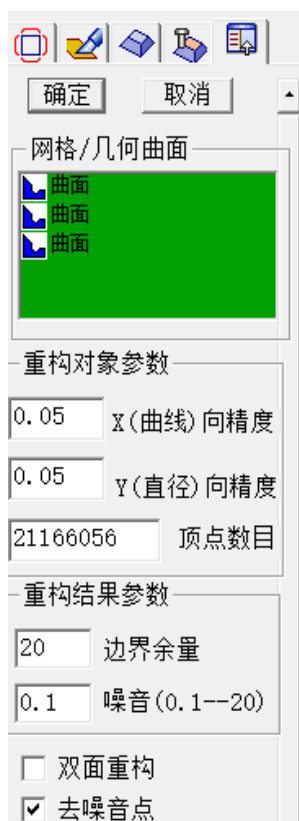 确定 取消
网格/几何曲面
曲面
曲面
曲面
重构对象参数
0.05 X(曲线)向精度
0.05 Y(直径)向精度
21166056 顶点数目
重构结果参数
20 边界余量
0.1 噪音(0.1--20)
双面重构
去噪音点